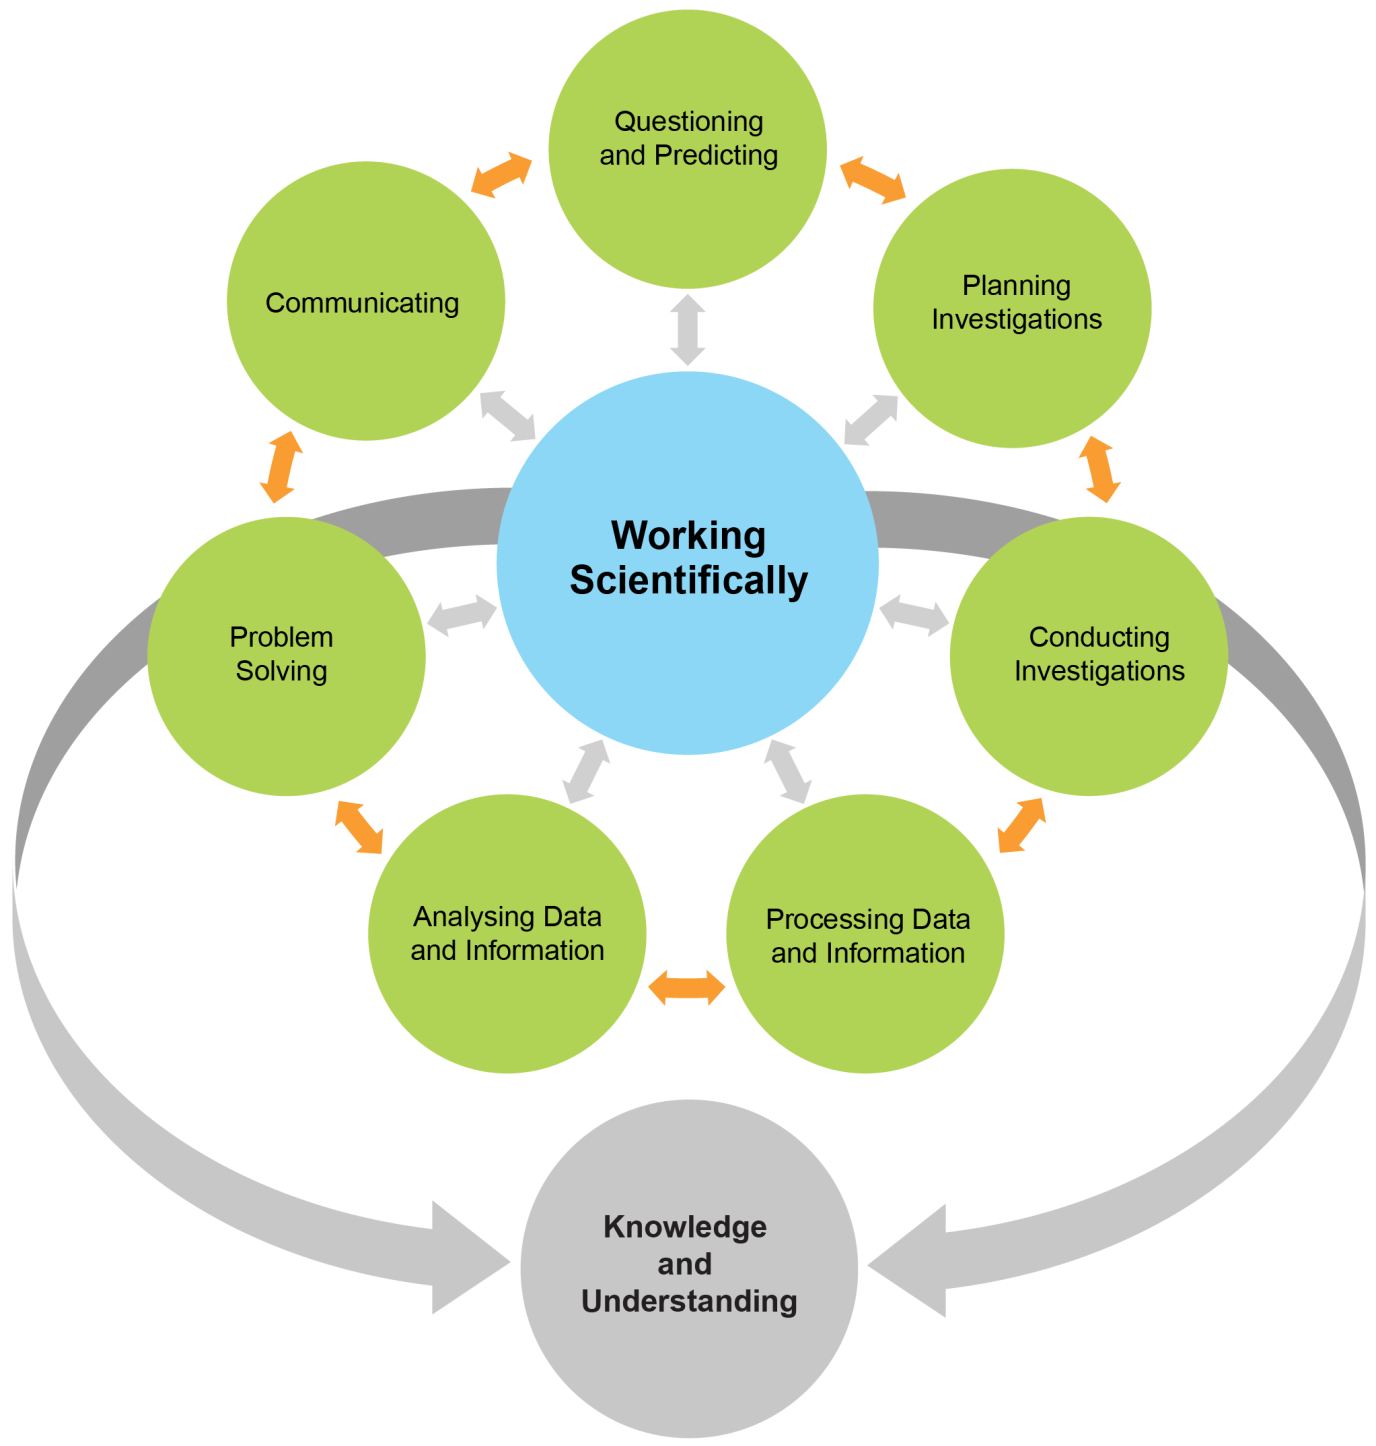 Questioning
and Predicting
Planning
Investigations
Communicating
Working
Scientifically
Conducting
Investigations
Problem
Solving
Processing Data
and Information
Analysing Data
and Information
Knowledge
and
Understanding